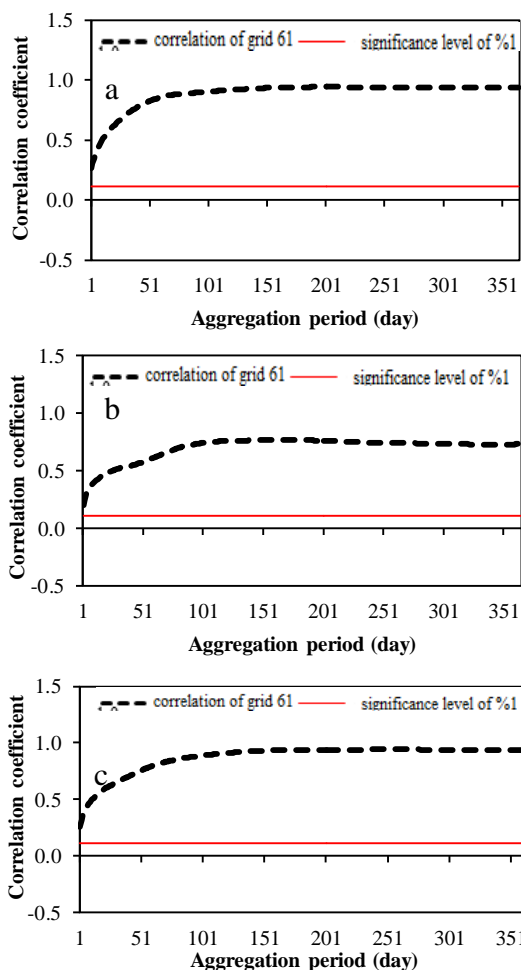 correlation of grid 61 significance level of %1
1.5
1.0
0.5
0.0
-0.5
a
Correlation coefficient
1 51 101 151 201 251 301 351
Aggregation period (day)
correlation of grid 61 significance level of %1
1.5
1.0
0.5
0.0
-0.5
b
Correlation coefficient
1 51 101 151 201 251 301 351
Aggregation period (day)
correlation of grid 61 significance level of %1
1.5
1.0
0.5
0.0
-0.5
c
Correlation coefficient
1 51 101 151 201 251 301 351
Aggregation period (day)